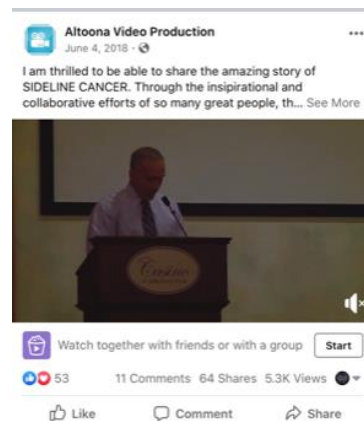 Altoona Video Production
June 4, 2018 ·
I am thrilled to be able to share the amazing story of
SIDELINE CANCER. Through the insipirational and
collaborative efforts of so many great people, th... See More
Casino
Watch together with friends or with a group Start
53 11 Comments 64 Shares 5.3K Views
Like Comment Share